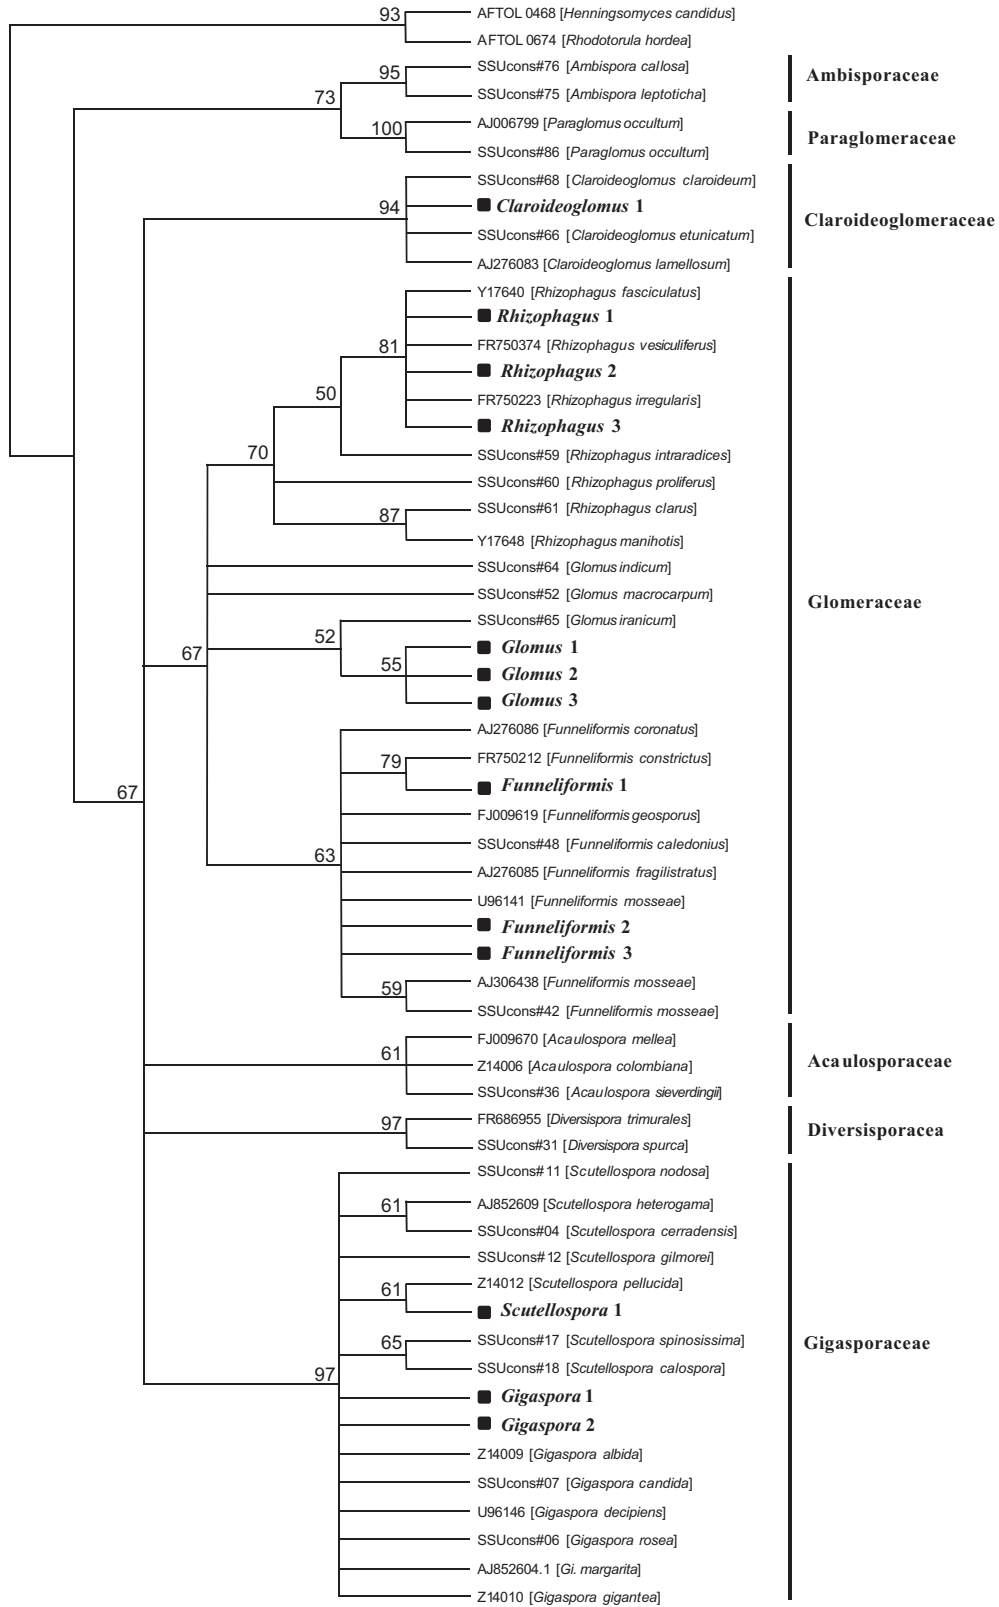 93
AFTOL 0468 [Henningsomyces candidus]
AFTOL 0674 [Rhodotorula hordea]
SSUcons#76 [Ambispora callosa]
95
Ambisporaceae
73
SSUcons#75 [Ambispora leptoticha]
AJ006799 [Paraglomus occultum]
100
Paraglomeraceae
SSUcons#86 [Paraglomus occultum]
SSUcons#68 [Claroideoglomus claroideum]
94
Claroideoglomus 1
Claroideoglomeraceae
SSUcons#66 [Claroideoglomus etunicatum]
AJ276083 [Claroideoglomus lamellosum]
Y17640 [Rhizophagus fasciculatus]
Rhizophagus 1
81
FR750374 [Rhizophagus vesiculiferus]
Rhizophagus 2
50
FR750223 [Rhizophagus irregularis]
Rhizophagus 3
70
SSUcons#59 [Rhizophagus intraradices]
SSUcons#60 [Rhizophagus proliferus]
87
SSUcons#61 [Rhizophagus clarus]
Y17648 [Rhizophagus manihotis]
SSUcons#64 [Glomus indicum]
SSUcons#52 [Glomus macrocarpum]
Glomeraceae
SSUcons#65 [Glomus iranicum]
52
Glomus 1
67
55
Glomus 2
Glomus 3
AJ276086 [Funneliformis coronatus]
79
FR750212 [Funneliformis constrictus]
Funneliformis 1
67
FJ009619 [Funneliformis geosporus]
SSUcons#48 [Funneliformis caledonius]
63
AJ276085 [Funneliformis fragilistratus]
U96141 [Funneliformis mosseae]
Funneliformis 2
Funneliformis 3
AJ306438 [Funneliformis mosseae]
59
SSUcons#42 [Funneliformis mosseae]
FJ009670 [Acaulospora mellea]
61
Z14006 [Acaulospora colombiana]
Acaulosporaceae
SSUcons#36 [Acaulospora sieverdingii]
FR686955 [Diversispora trimurales]
97
Diversisporacea
SSUcons#31 [Diversispora spurca]
SSUcons#11 [Scutellospora nodosa]
61
AJ852609 [Scutellospora heterogama]
SSUcons#04 [Scutellospora cerradensis]
SSUcons#12 [Scutellospora gilmorei]
Z14012 [Scutellospora pellucida]
61
Scutellospora 1
65
SSUcons#17 [Scutellospora spinosissima]
Gigasporaceae
SSUcons#18 [Scutellospora calospora]
97
Gigaspora 1
Gigaspora 2
Z14009 [Gigaspora albida]
SSUcons#07 [Gigaspora candida]
U96146 [Gigaspora decipiens]
SSUcons#06 [Gigaspora rosea]
AJ852604.1 [Gi. margarita]
Z14010 [Gigaspora gigantea]